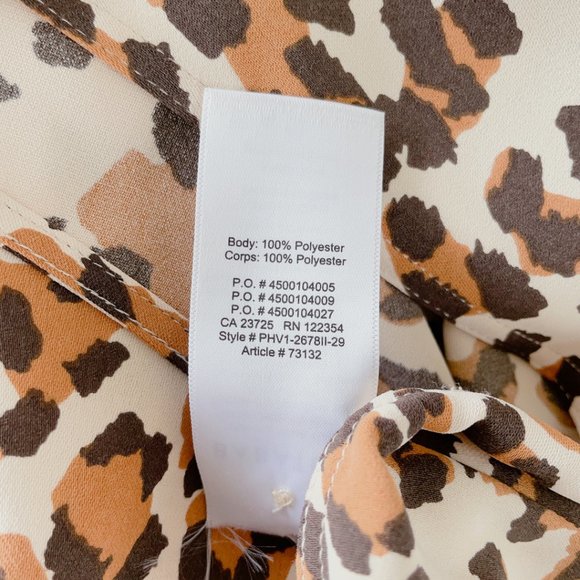 Body: 100% Polyester
Corps: 100% Polyester
P.O. # 4500104005
P.O. # 4500104009
P.O. # 4500104027
CA 23725 RN 122354
Style # PHV1-2678II-29
Article # 73132